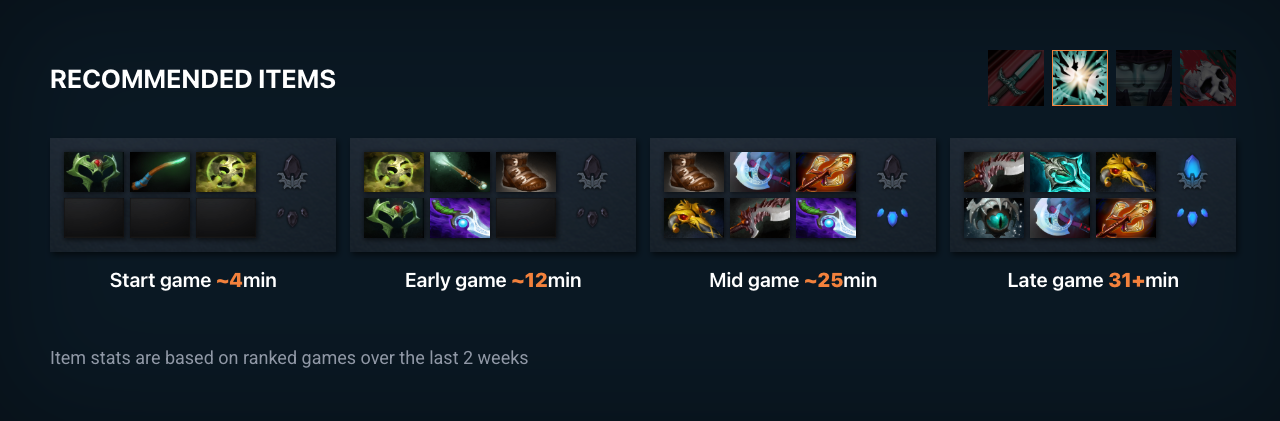 RECOMMENDED ITEMS
Start game ~4min
Early game ~12min
Mid game ~25min
Late game 31+min
Item stats are based on ranked games over the last 2 weeks